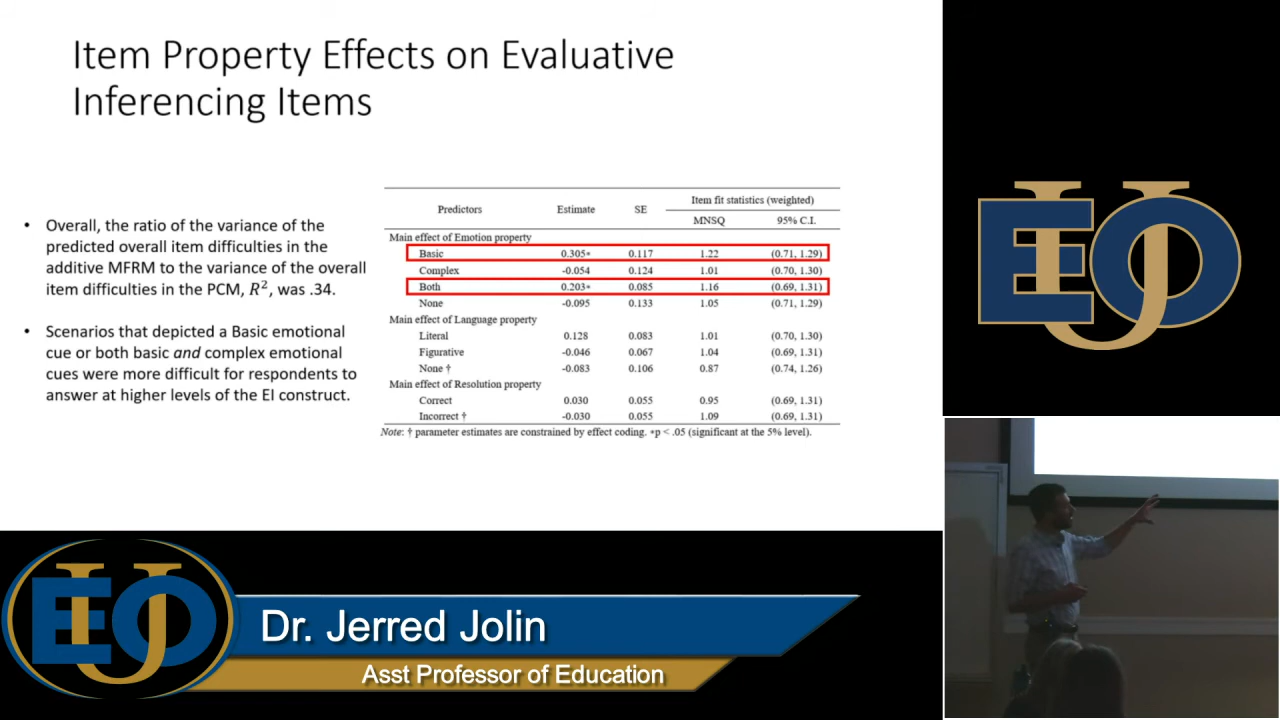 Item Property Effects on Evaluative
Inferencing Items
• Overall, the ratio of the variance of the
predicted overall item difficulties in the
additive MFRM to the variance of the overall
item difficulties in the PCM, R², was .34.
• Scenarios that depicted a Basic emotional
cue or both basic and complex emotional
cues were more difficult for respondents to
answer at higher levels of the EI construct.
Predictors Estimate SE Item fit statistics (weighted)
MNSQ 95% C.I.
Main effect of Emotion property
Basic 0.305* 0.117 1.22 (0.71, 1.29)
Complex -0.054 0.124 1.01 (0.70, 1.30)
Both 0.203* 0.085 1.16 (0.69, 1.31)
None -0.095 0.133 1.05 (0.71, 1.29)
Main effect of Language property
Literal 0.128 0.083 1.01 (0.70, 1.30)
Figurative -0.046 0.067 1.04 (0.69, 1.31)
None † -0.083 0.106 0.87 (0.74, 1.26)
Main effect of Resolution property
Correct 0.030 0.055 0.95 (0.69, 1.31)
Incorrect † -0.030 0.055 1.09 (0.69, 1.31)
Note: † parameter estimates are constrained by effect coding. *p < .05 (significant at the 5% level).
EOU
EOU
Dr. Jerred Jolin
Asst Professor of Education